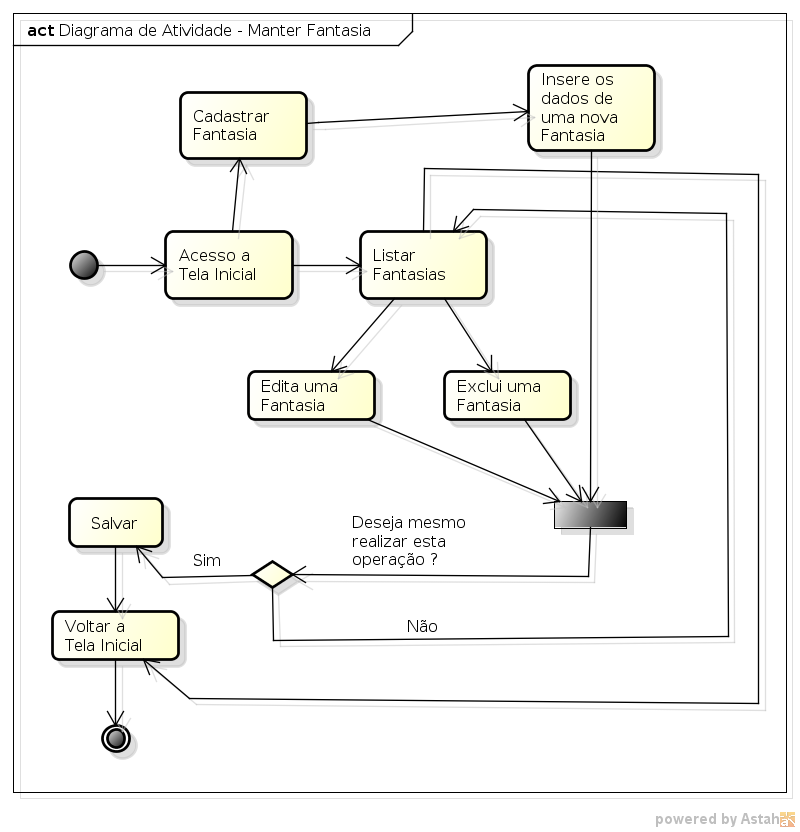 act Diagrama de Atividade - Manter Fantasia
Insere os
dados de
uma nova
Fantasia
Cadastrar
Fantasia
Acesso a
Tela Inicial
Listar
Fantasias
Edita uma
Fantasia
Exclui uma
Fantasia
Salvar
Deseja mesmo
realizar esta
operação ?
Sim
Voltar a
Tela Inicial
Não
powered by Astah